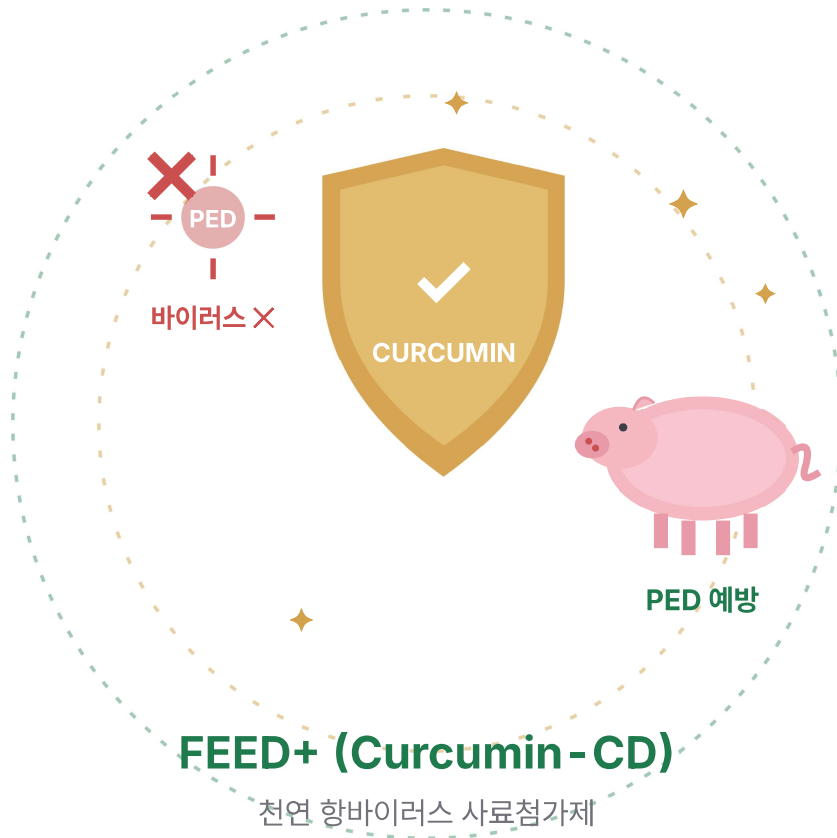 PED
바이러스 ✕
CURCUMIN
PED 예방
FEED+ (Curcumin-CD)
천연 항바이러스 사료첨가제